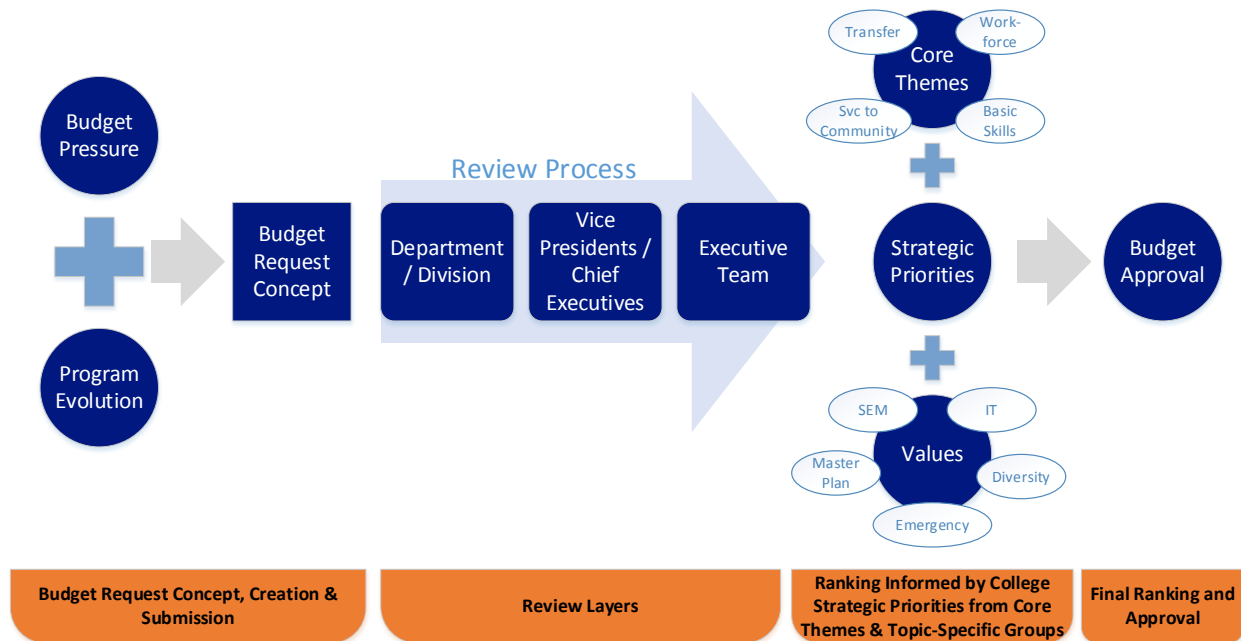 Budget
Pressure
Program
Evolution
Budget
Request
Concept
Review Process
Department
/ Division
Vice
Presidents /
Chief
Executives
Executive
Team
Transfer
Work-
force
Core
Themes
Svc to
Community
Basic
Skills
Strategic
Priorities
SEM
IT
Values
Master
Plan
Diversity
Emergency
Budget
Approval
Budget Request Concept, Creation &
Submission
Review Layers
Ranking Informed by College
Strategic Priorities from Core
Themes & Topic-Specific Groups
Final Ranking and
Approval